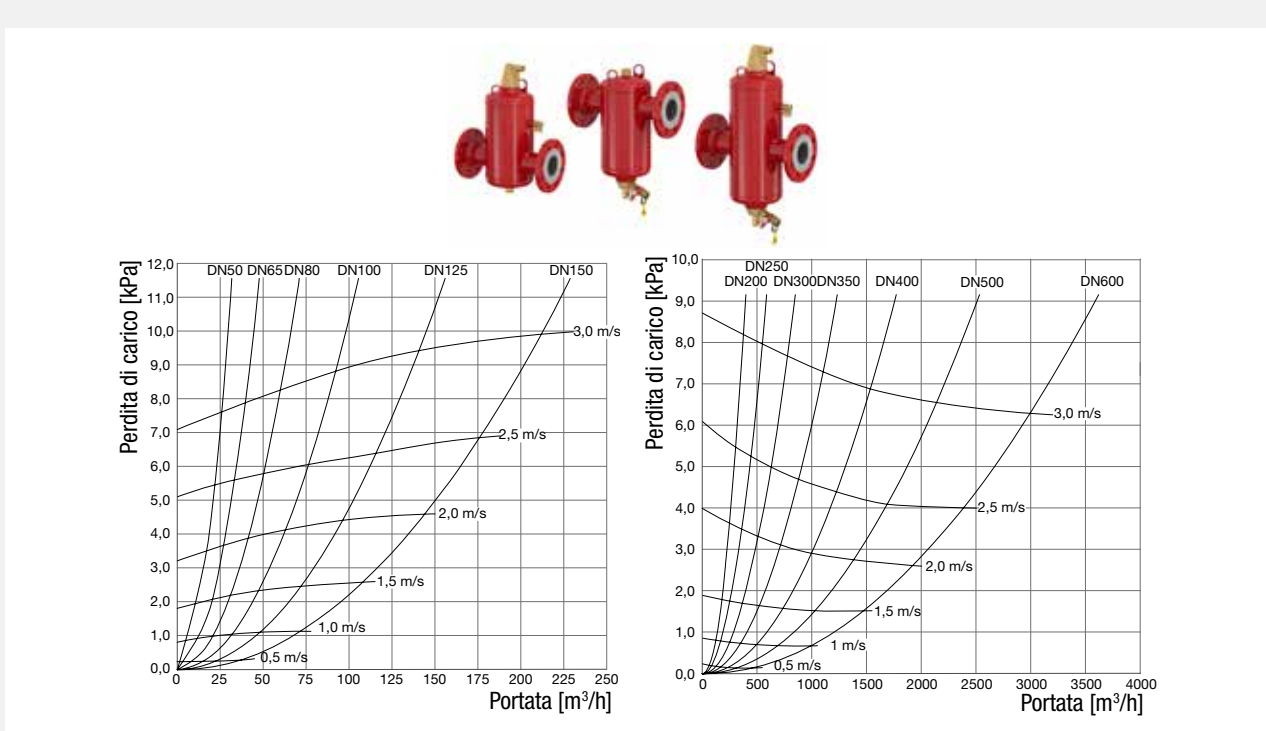 12,0
11,0
10,0
9,0
8,0
7,0
6,0
5,0
4,0
3,0
2,0
1,0
0,0
Perdita di carico [kPa]
DN50 DN65 DN80 DN100 DN125 DN150
3,0 m/s
2,5 m/s
2,0 m/s
1,5 m/s
1,0 m/s
0,5 m/s
0 25 50 75 100 125 150 175 200 225 250
Portata [m³/h]
10,0
9,0
8,0
7,0
6,0
5,0
4,0
3,0
2,0
1,0
0,0
Perdita di carico [kPa]
DN250
DN200 DN300 DN350 DN400 DN500 DN600
3,0 m/s
2,5 m/s
2,0 m/s
1,5 m/s
1 m/s
0,5 m/s
0 500 1000 1500 2000 2500 3000 3500 4000
Portata [m³/h]